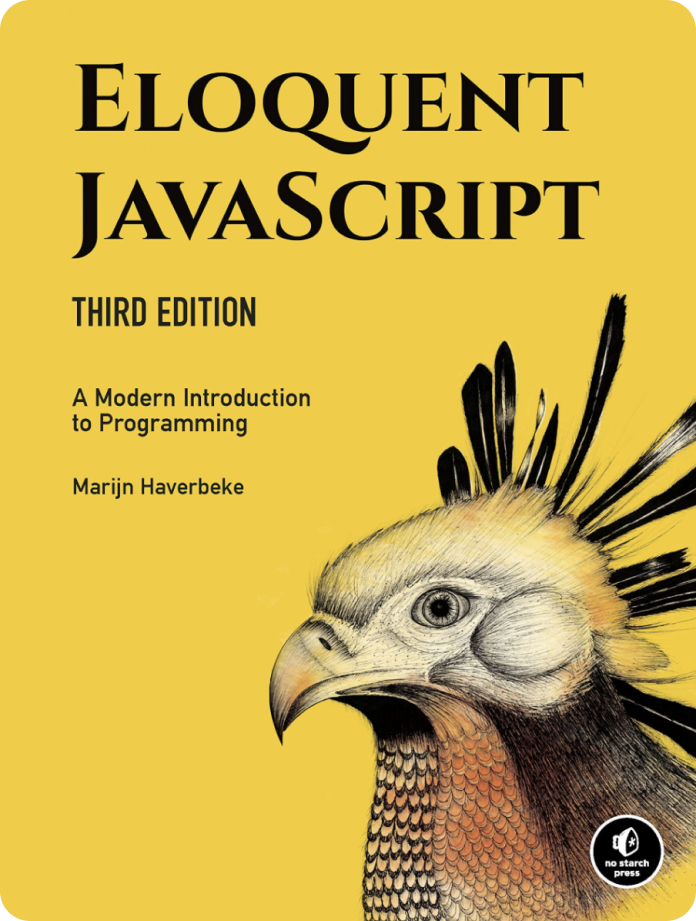 ELOQUENT
JAVASCRIPT
THIRD EDITION
A Modern Introduction
to Programming
Marijn Haverbeke
no starch
press